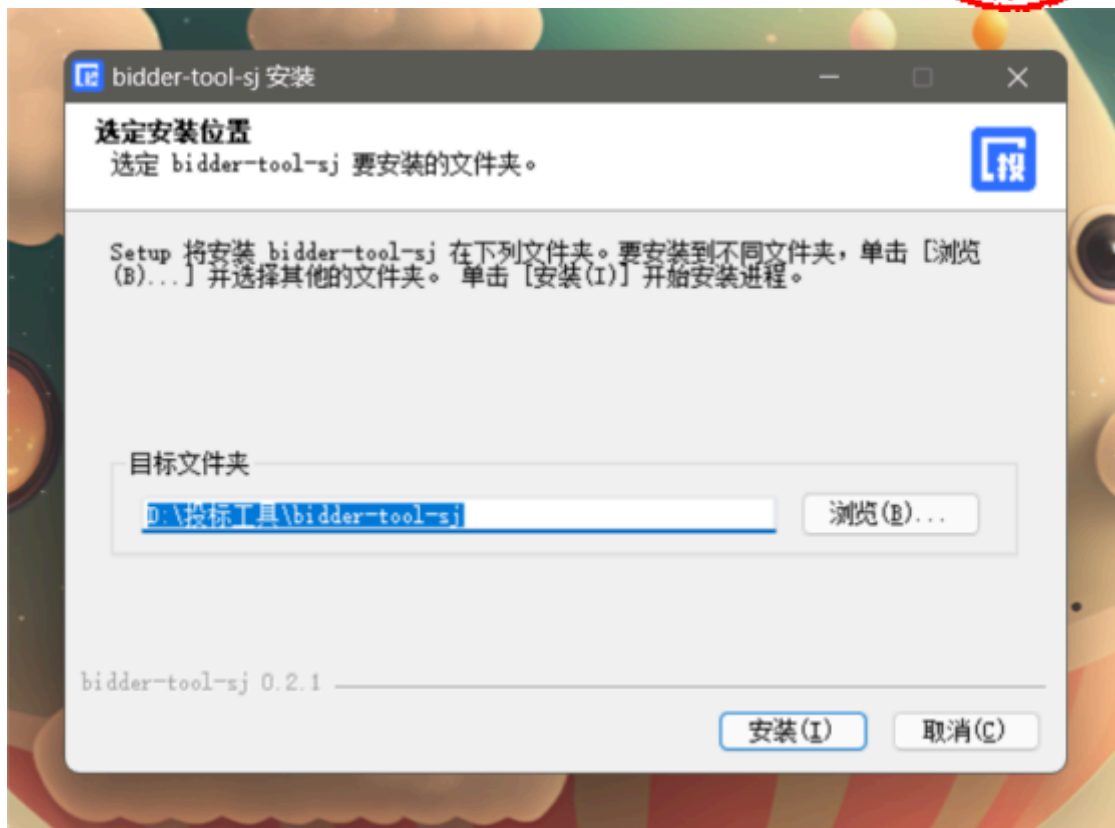 bidder-tool-sj 安装
选定安装位置
选定 bidder-tool-sj 要安装的文件夹。
投
Setup 将安装 bidder-tool-sj 在下列文件夹。要安装到不同文件夹，单击 [浏览
(B)...] 并选择其他的文件夹。 单击 [安装(I)] 开始安装进程。
目标文件夹
D:\投标工具\bidder-tool-sj
浏览(B)...
bidder-tool-sj 0.2.1
安装(I)
取消(C)